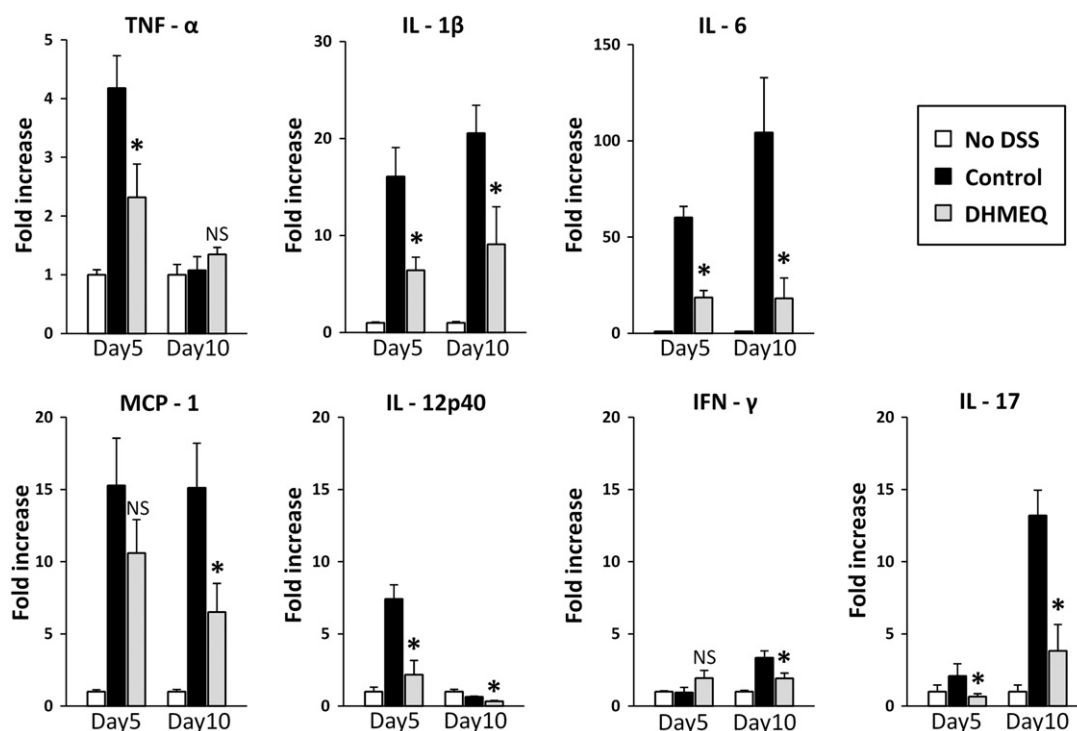 TNF - α
Fold increase
5
4
3
2
1
0
*
NS
Day5 Day10
IL - 1β
Fold increase
30
20
10
0
*
*
Day5 Day10
IL - 6
Fold increase
150
100
50
0
*
*
Day5 Day10
No DSS
Control
DHMEQ
MCP - 1
Fold increase
20
15
10
5
0
NS
*
Day5 Day10
IL - 12p40
Fold increase
20
15
10
5
0
*
*
Day5 Day10
IFN - γ
Fold increase
20
15
10
5
0
NS
*
Day5 Day10
IL - 17
Fold increase
20
15
10
5
0
*
*
Day5 Day10